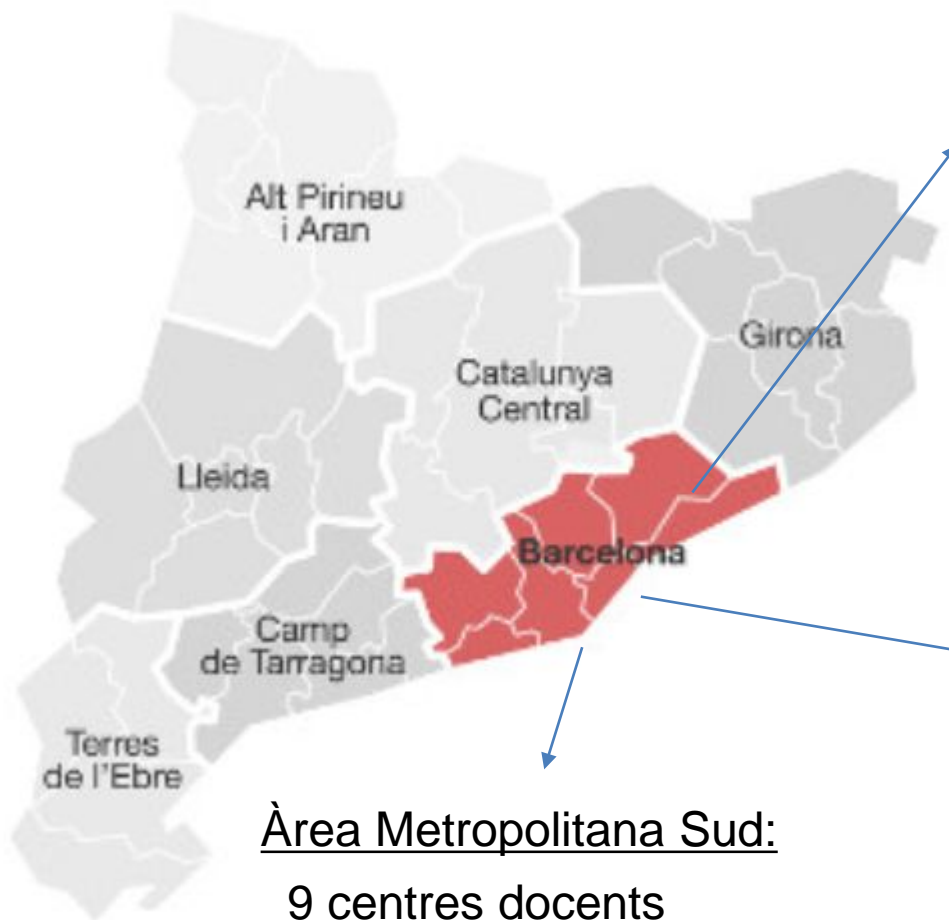 Alt Pirineu
i Aran
Girona
Catalunya
Central
Lleida
Barcelona
Camp
de Tarragona
Terres
de l'Ebre
Àrea Metropolitana Sud:
9 centres docents